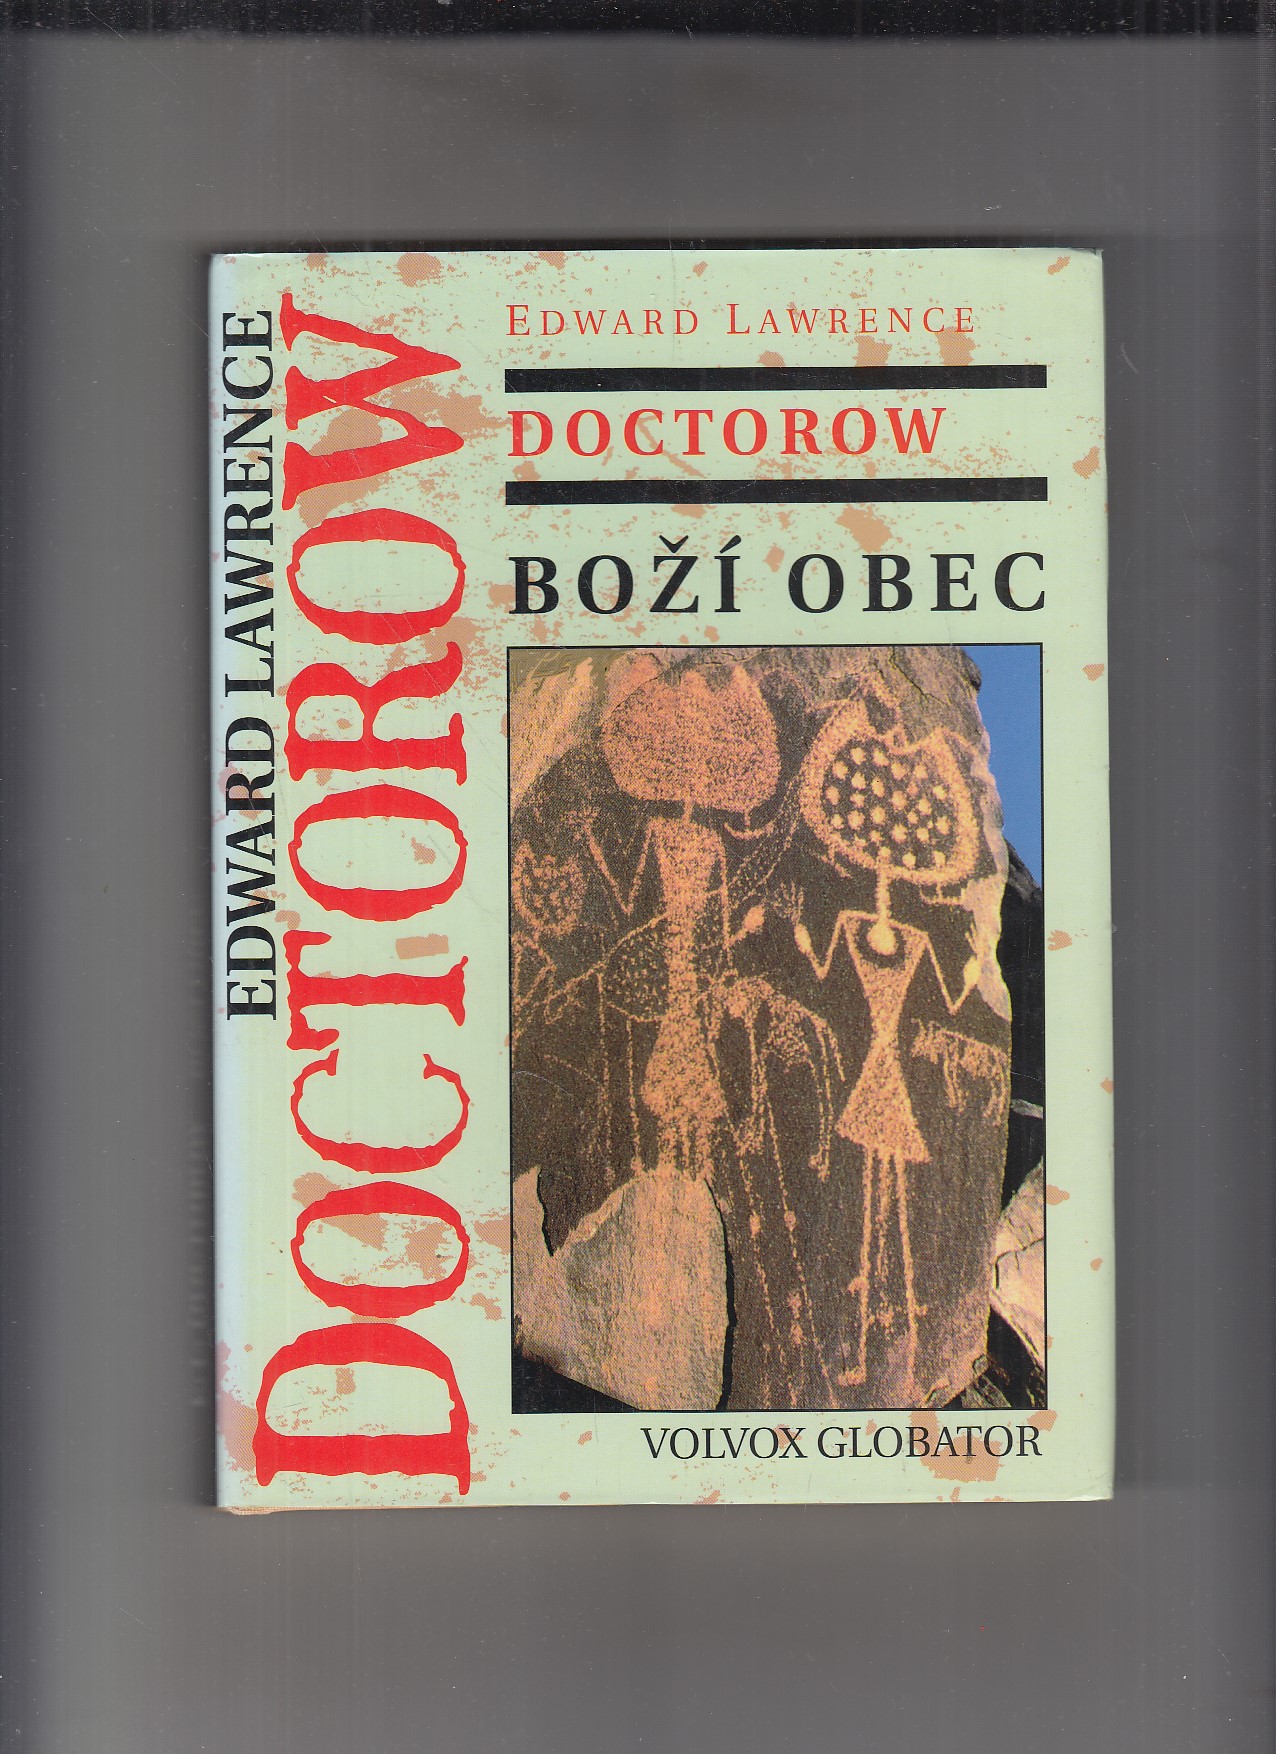 EDWARD LAWRENCE
DOCTOROW
EDWARD LAWRENCE
DOCTOROW
BOŽÍ OBEC
VOLVOX GLOBATOR